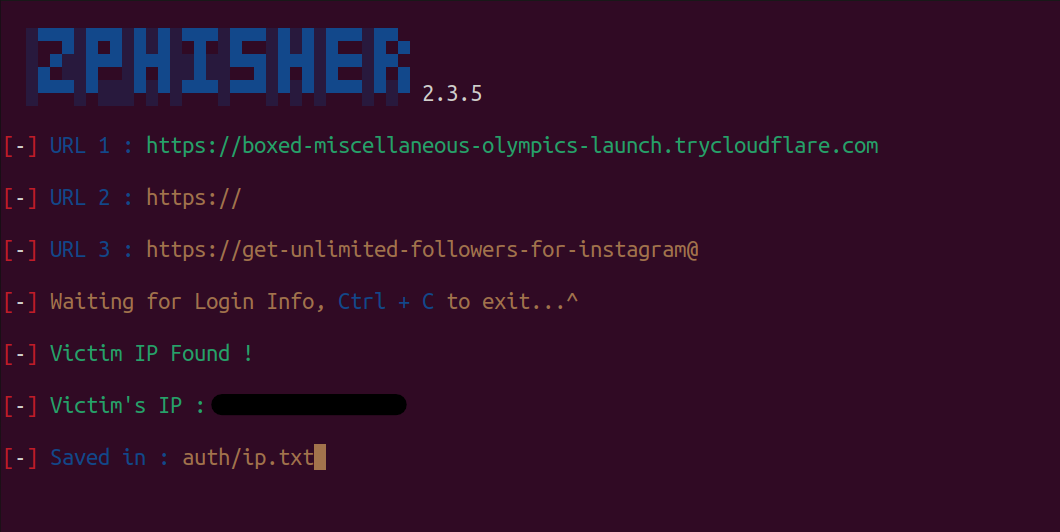 ZPHISHER 2.3.5
[-] URL 1 : https://boxed-miscellaneous-olympics-launch.trycloudflare.com
[-] URL 2 : https://
[-] URL 3 : https://get-unlimited-followers-for-instagram@
[-] Waiting for Login Info, Ctrl + C to exit...^
[-] Victim IP Found !
[-] Victim's IP :
[-] Saved in : auth/ip.txt